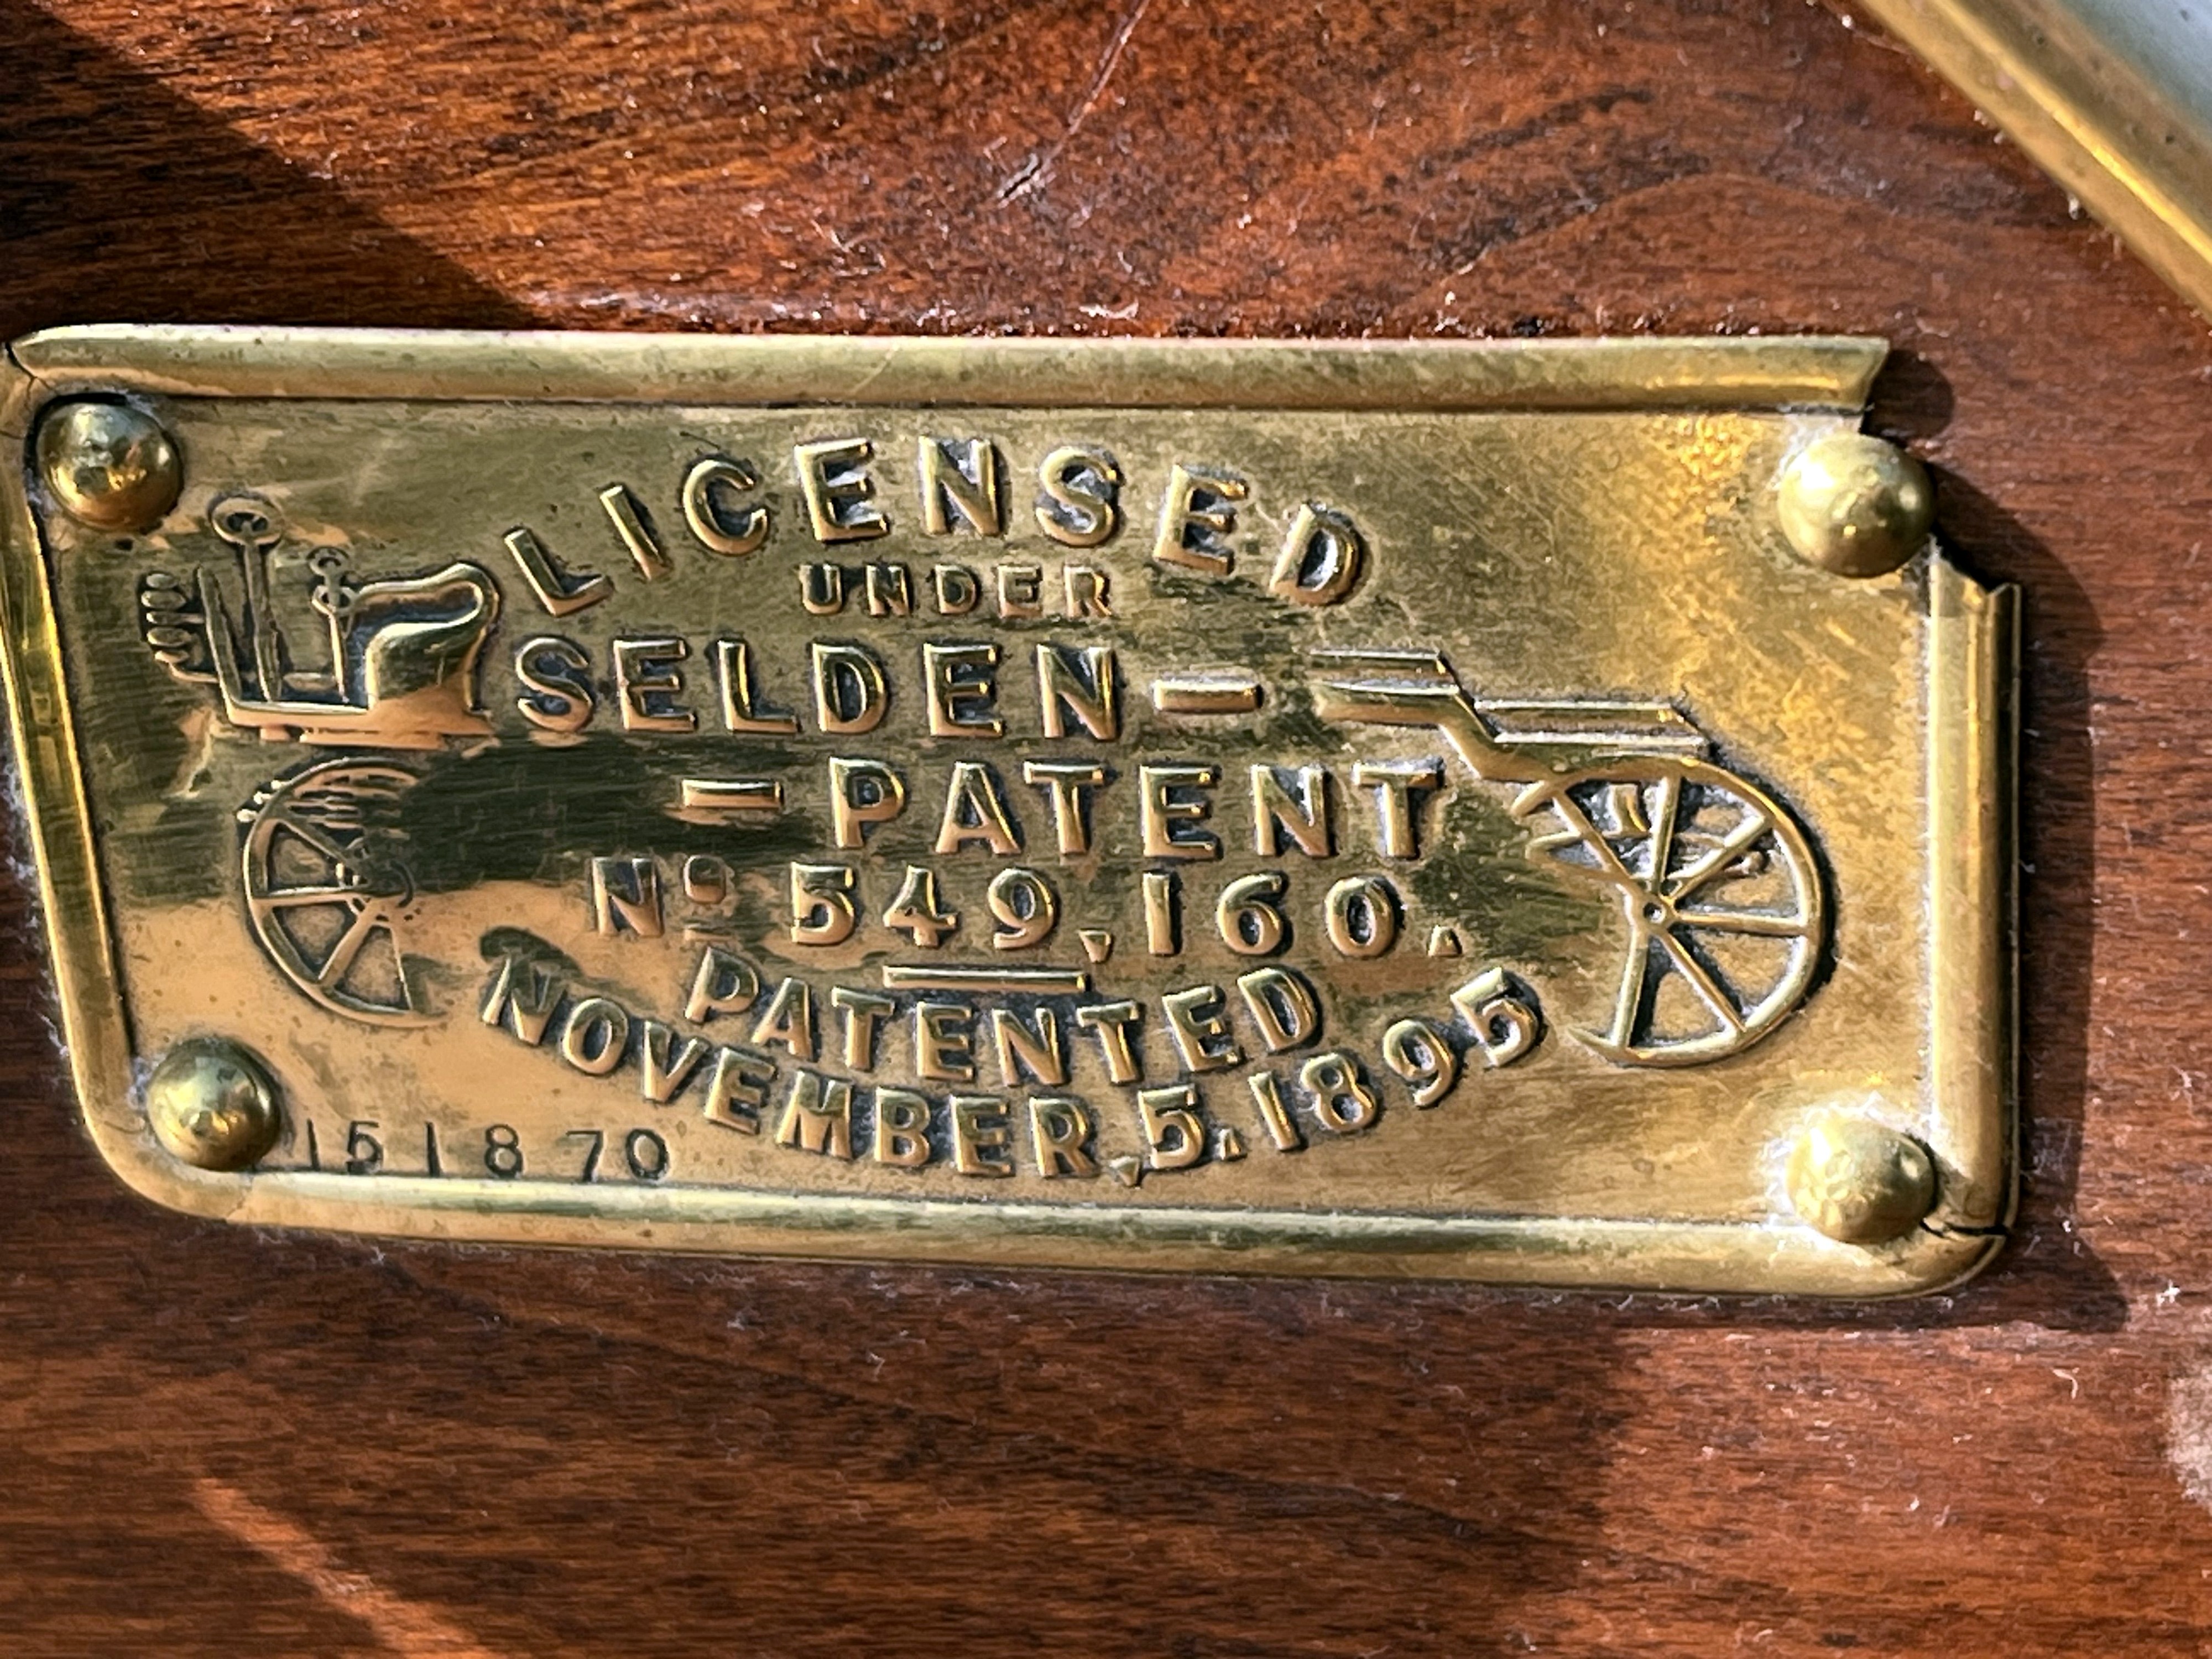 LICENSED
UNDER
SELDEN-
-PATENT
Nº 549,160.
PATENTED
NOVEMBER,5.1895
151870